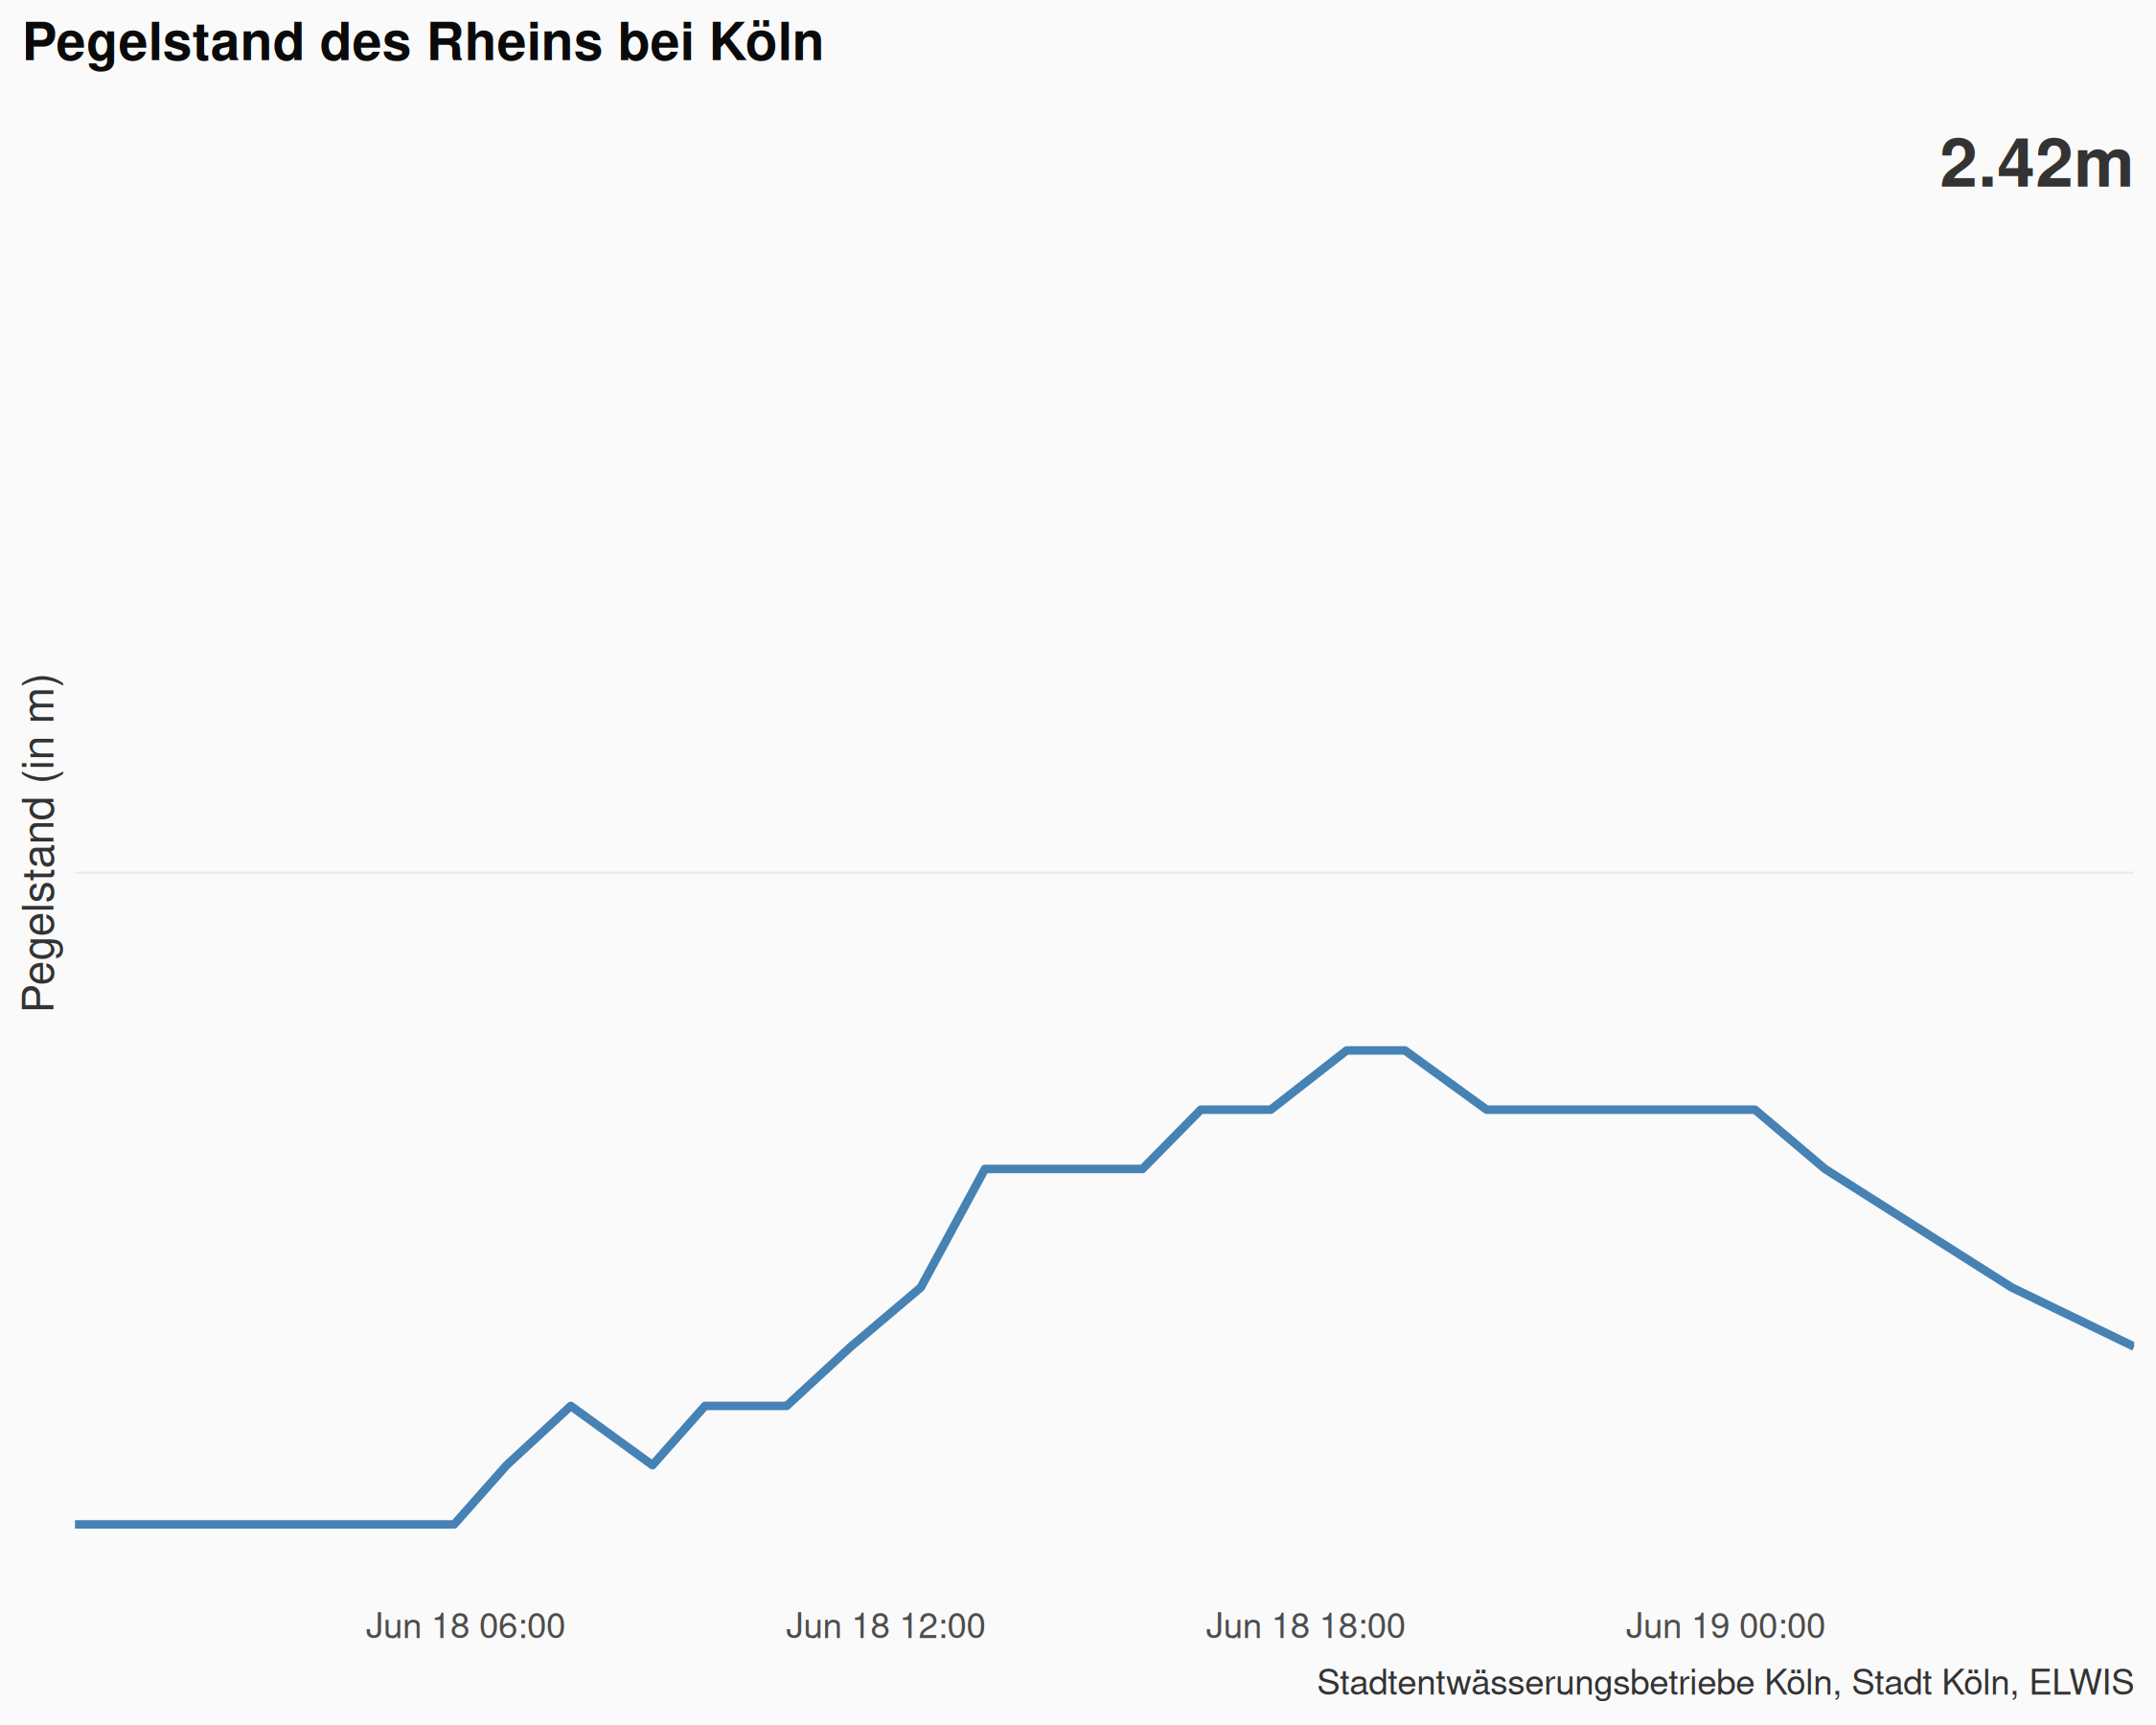 Pegelstand des Rheins bei Köln
2.42m
Pegelstand (in m)
Jun 18 06:00 Jun 18 12:00 Jun 18 18:00 Jun 19 00:00
Stadtentwässerungsbetriebe Köln, Stadt Köln, ELWIS